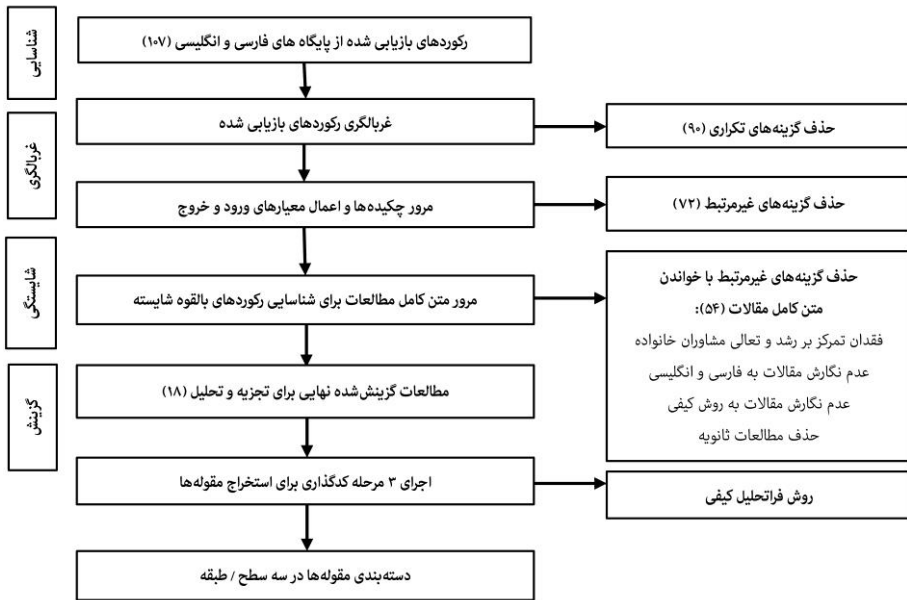 شناسایی
رکوردهای بازیابی شده از پایگاه های فارسی و انگلیسی (۱۰۷)
غربالگری
غربالگری رکوردهای بازیابی شده
حذف گزینه‌های تکراری (۹۰)
مرور چکیده‌ها و اعمال معیارهای ورود و خروج
حذف گزینه‌های غیرمرتبط (۷۲)
شایستگی
مرور متن کامل مطالعات برای شناسایی رکوردهای بالقوه شایسته
حذف گزینه‌های غیرمرتبط با خواندن
متن کامل مقالات (۵۴):
فقدان تمرکز بر رشد و تعالی مشاوران خانواده
عدم نگارش مقالات به فارسی و انگلیسی
عدم نگارش مقالات به روش کیفی
حذف مطالعات ثانویه
گزینش
مطالعات گزینش‌شده نهایی برای تجزیه و تحلیل (۱۸)
اجرای ۳ مرحله کدگذاری برای استخراج مقوله‌ها
روش فراتحلیل کیفی
دسته‌بندی مقوله‌ها در سه سطح / طبقه